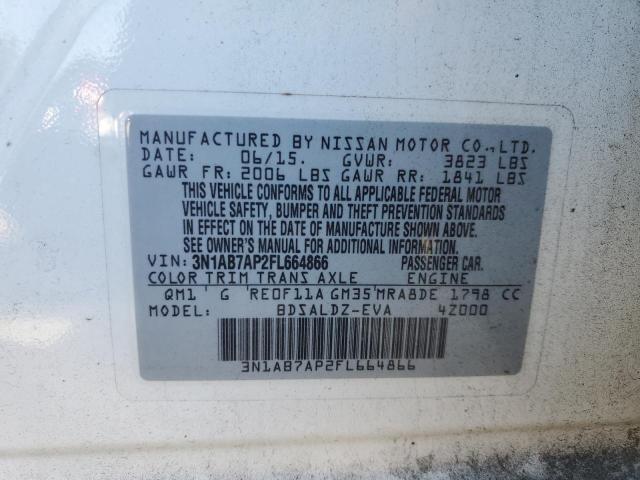 MANUFACTURED BY NISSAN MOTOR CO.,LTD.
DATE: 06/15. GVWR: 3823 LBS
GAWR FR: 2006 LBS GAWR RR: 1841 LBS
THIS VEHICLE CONFORMS TO ALL APPLICABLE FEDERAL MOTOR
VEHICLE SAFETY, BUMPER AND THEFT PREVENTION STANDARDS
IN EFFECT ON THE DATE OF MANUFACTURE SHOWN ABOVE. SEE
OWNER'S MANUAL FOR ADDITIONAL INFORMATION.
VIN: 3N1AB7AP2FL664866 PASSENGER CAR.
COLOR TRIM TRANS AXLE ENGINE
QM1 ' G 'RE0F11A GM35'MRA8DE 1798 CC
MODEL: BDSALDZ-EVA 4Z000
3N1AB7AP2FL664866